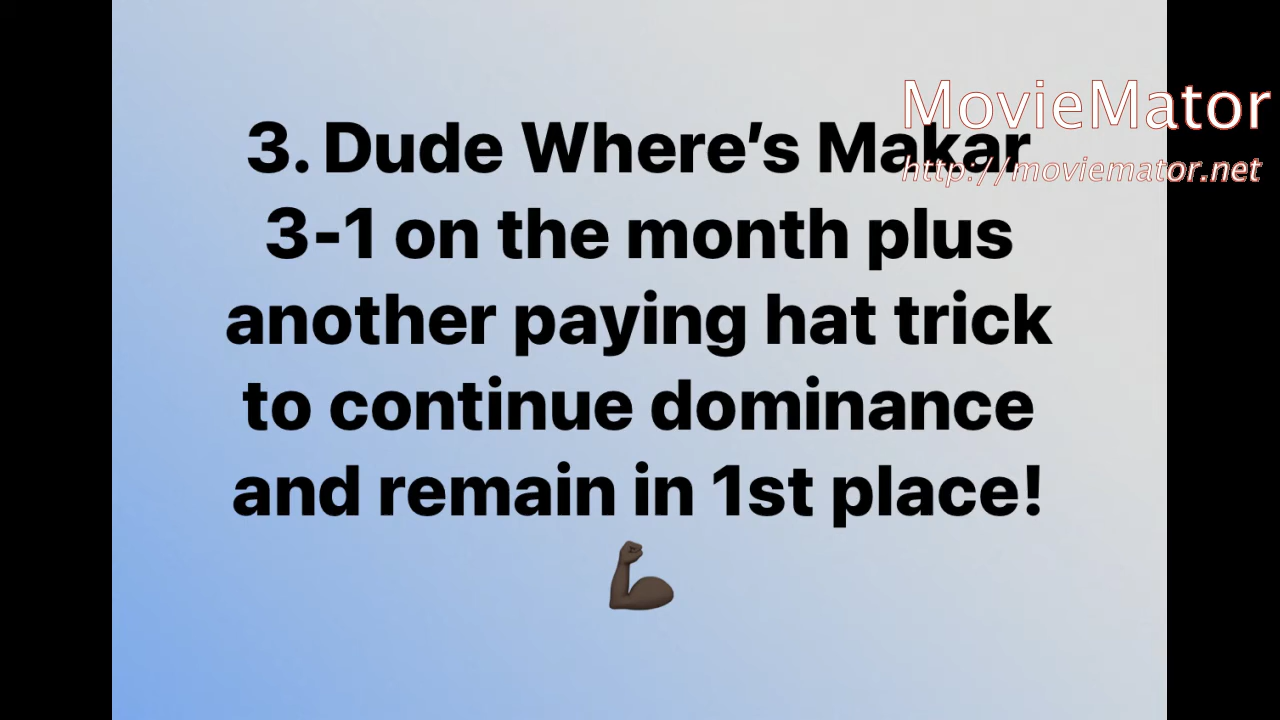 MovieMator
http://moviemator.net
3. Dude Where’s Makar
3-1 on the month plus
another paying hat trick
to continue dominance
and remain in 1st place!
💪🏿